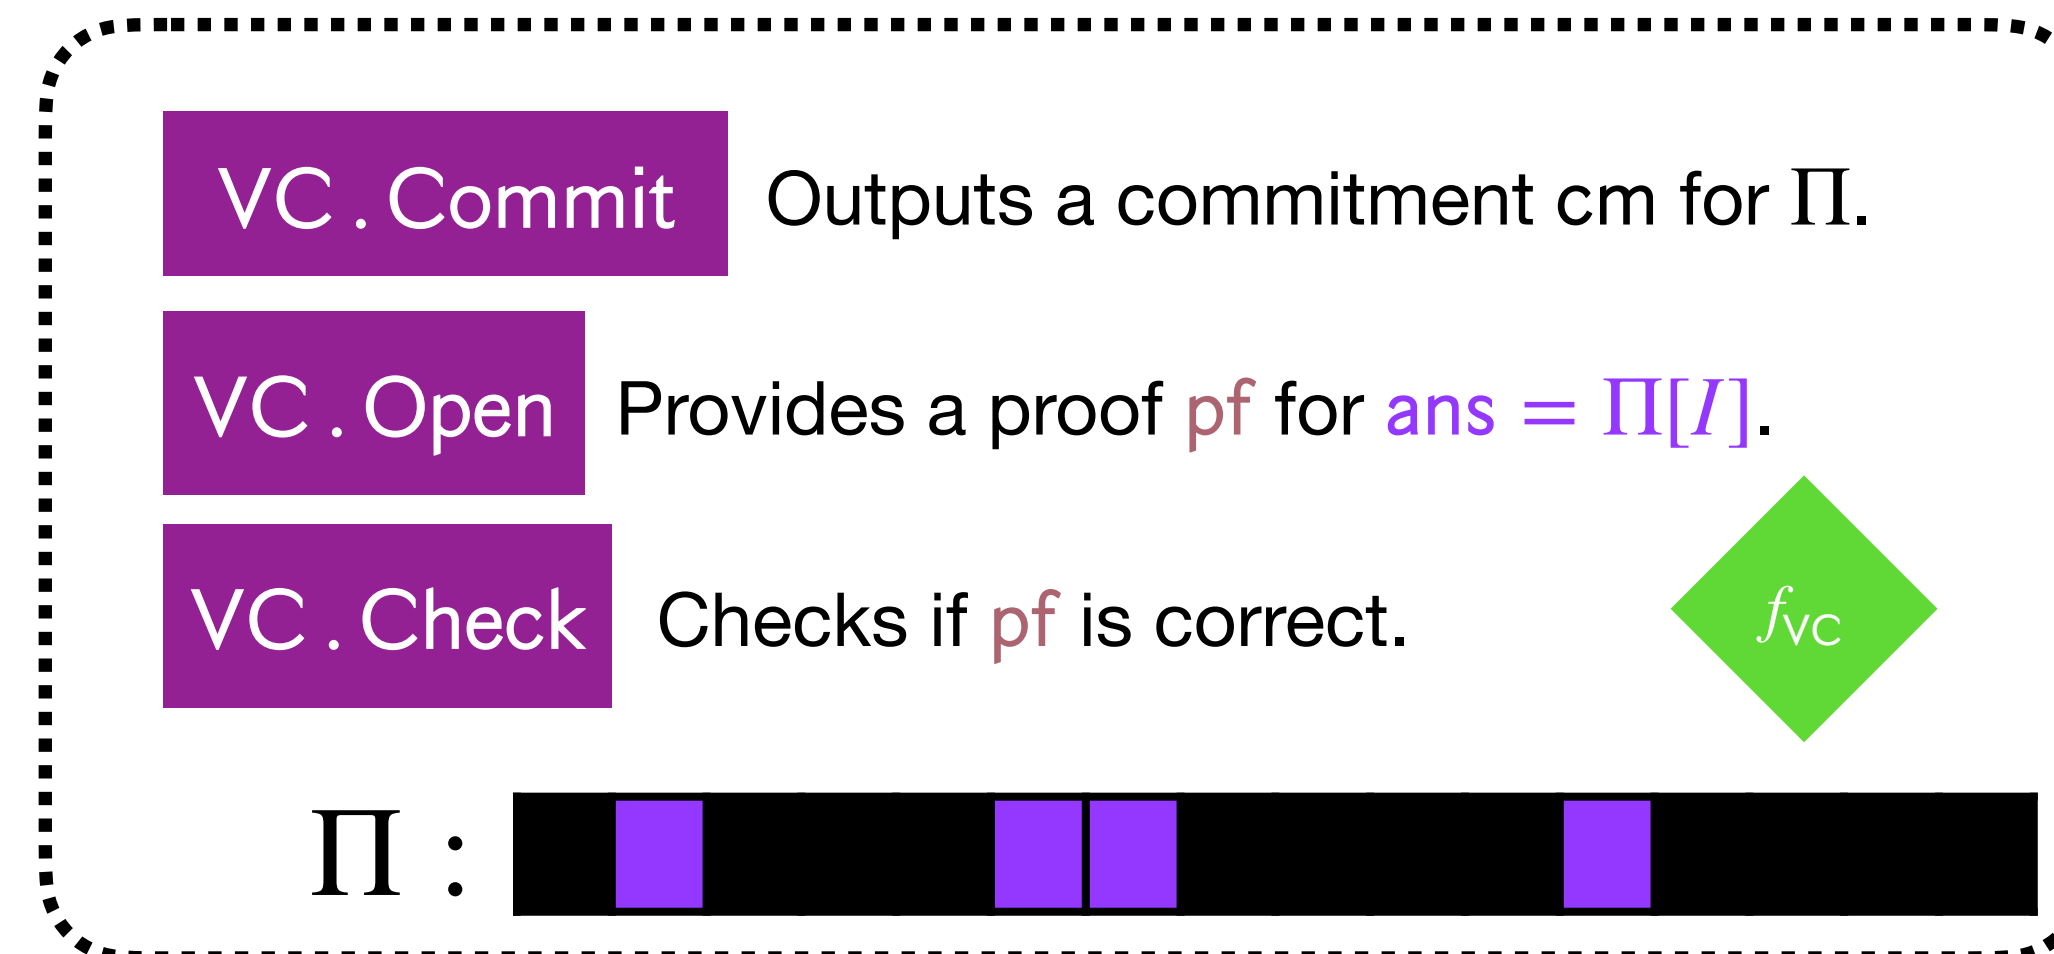 VC . Commit Outputs a commitment cm for Π.
VC . Open Provides a proof pf for ans = Π[I].
VC . Check Checks if pf is correct.
f_VC
Π :